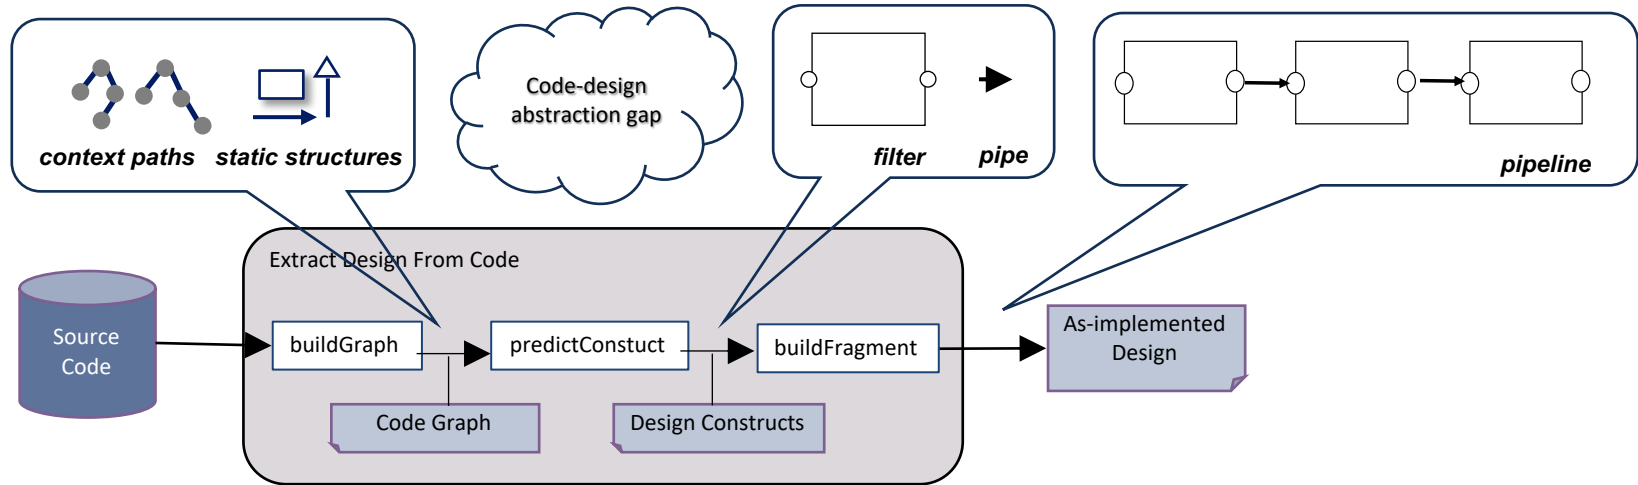 context paths
static structures
Code-design
abstraction gap
filter
pipe
pipeline
Extract Design From Code
Source
Code
buildGraph
predictConstuct
buildFragment
As-implemented
Design
Code Graph
Design Constructs